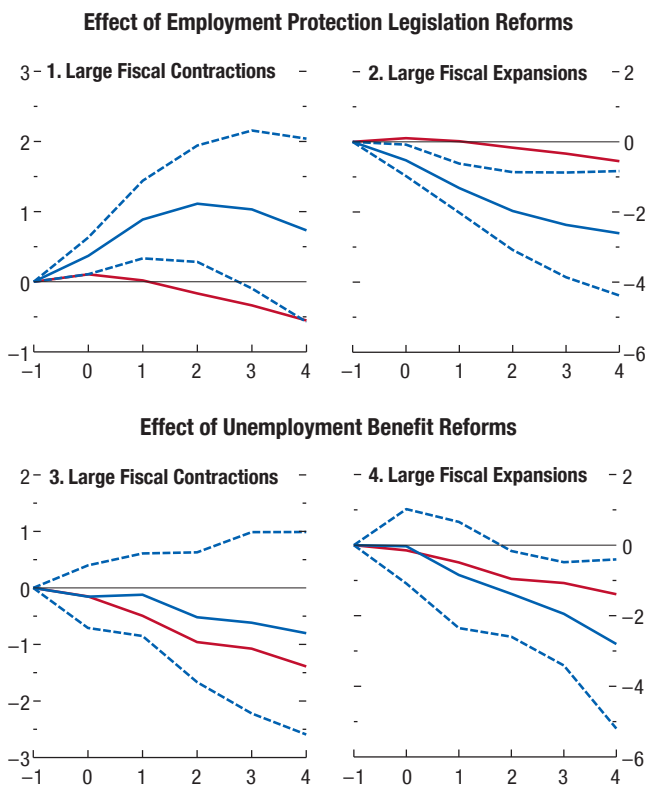 Effect of Employment Protection Legislation Reforms
1. Large Fiscal Contractions
2. Large Fiscal Expansions
3
2
1
0
−1
2
0
−2
−4
−6
−1 0 1 2 3 4
−1 0 1 2 3 4
Effect of Unemployment Benefit Reforms
3. Large Fiscal Contractions
4. Large Fiscal Expansions
2
1
0
−1
−2
−3
2
0
−2
−4
−6
−1 0 1 2 3 4
−1 0 1 2 3 4